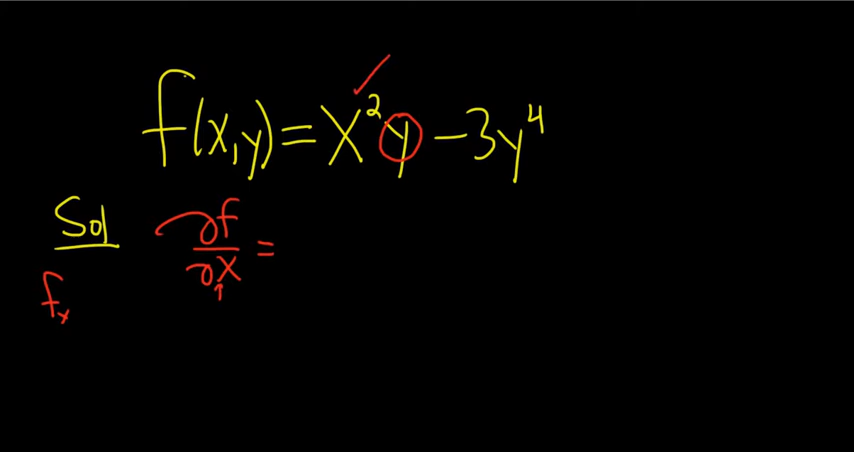 f(x,y) = x²y - 3y⁴
Sol ∂f/∂x =
fₓ